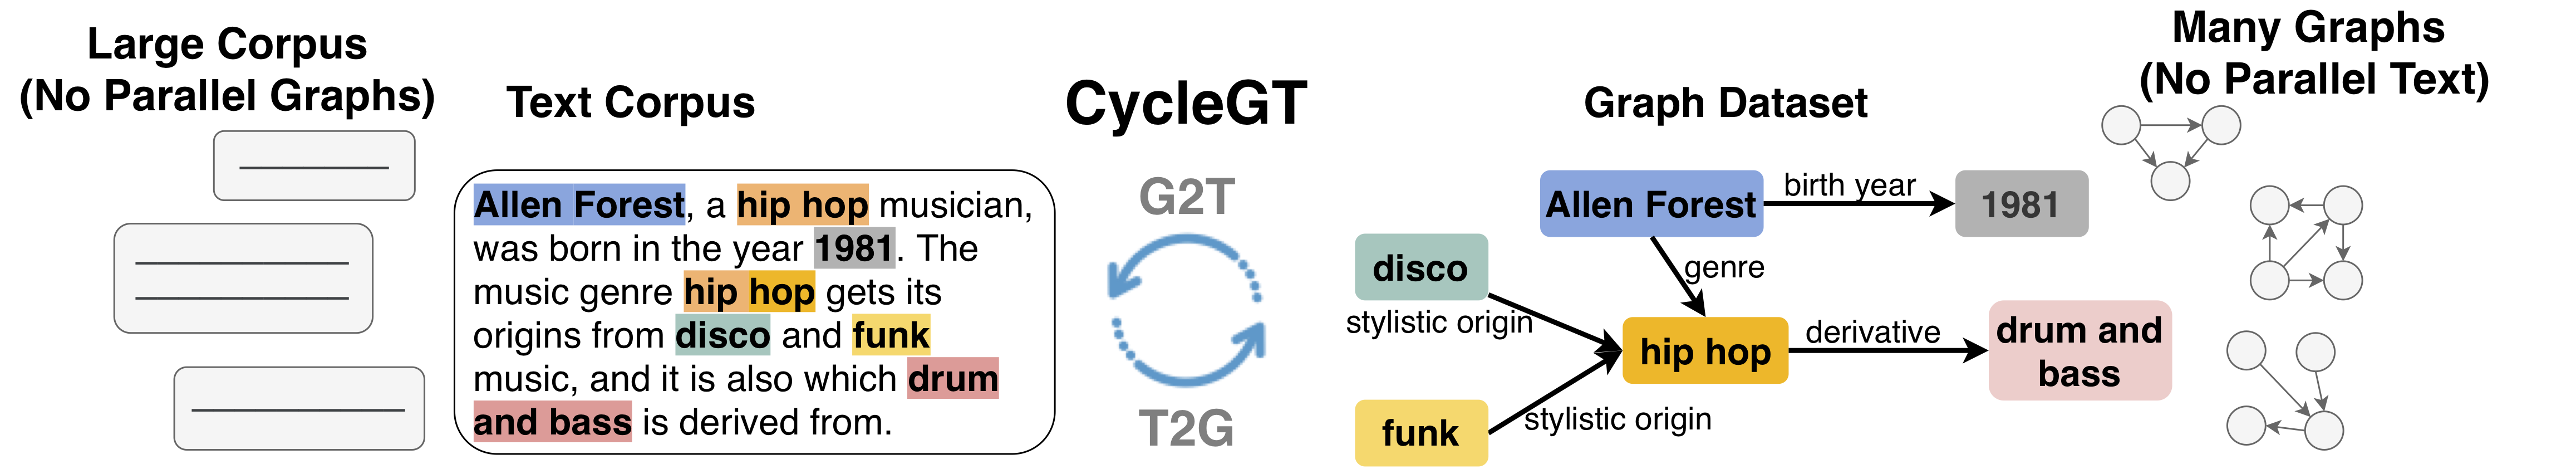 Large Corpus
(No Parallel Graphs)
Text Corpus
Allen Forest, a hip hop musician,
was born in the year 1981. The
music genre hip hop gets its
origins from disco and funk
music, and it is also which drum
and bass is derived from.
CycleGT
G2T
T2G
Graph Dataset
Allen Forest
birth year
1981
genre
disco
stylistic origin
hip hop
derivative
drum and
bass
funk
stylistic origin
Many Graphs
(No Parallel Text)